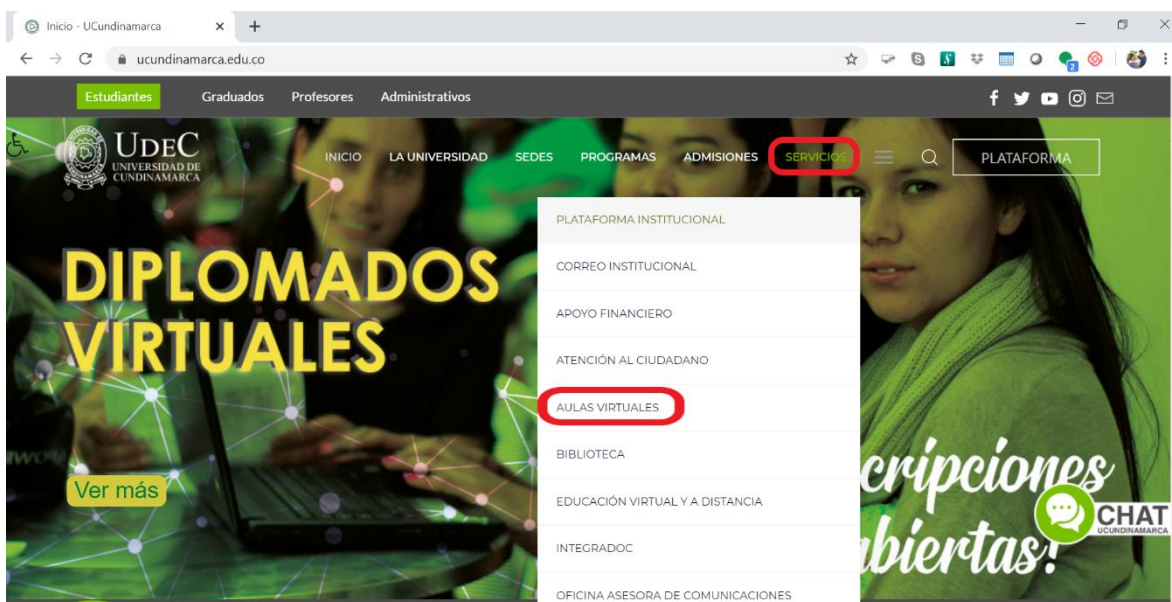 Inicio - UCundinamarca
ucundinamarca.edu.co
2
Estudiantes Graduados Profesores Administrativos
UDEC
UNIVERSIDAD DE
CUNDINAMARCA
INICIO LA UNIVERSIDAD SEDES PROGRAMAS ADMISIONES SERVICIOS PLATAFORMA
PLATAFORMA INSTITUCIONAL
CORREO INSTITUCIONAL
APOYO FINANCIERO
ATENCIÓN AL CIUDADANO
AULAS VIRTUALES
BIBLIOTECA
EDUCACIÓN VIRTUAL Y A DISTANCIA
INTEGRADOC
OFICINA ASESORA DE COMUNICACIONES
DIPLOMADOS
VIRTUALES
Ver más
cripciones
biertas!
CHAT
UCUNDINAMARCA